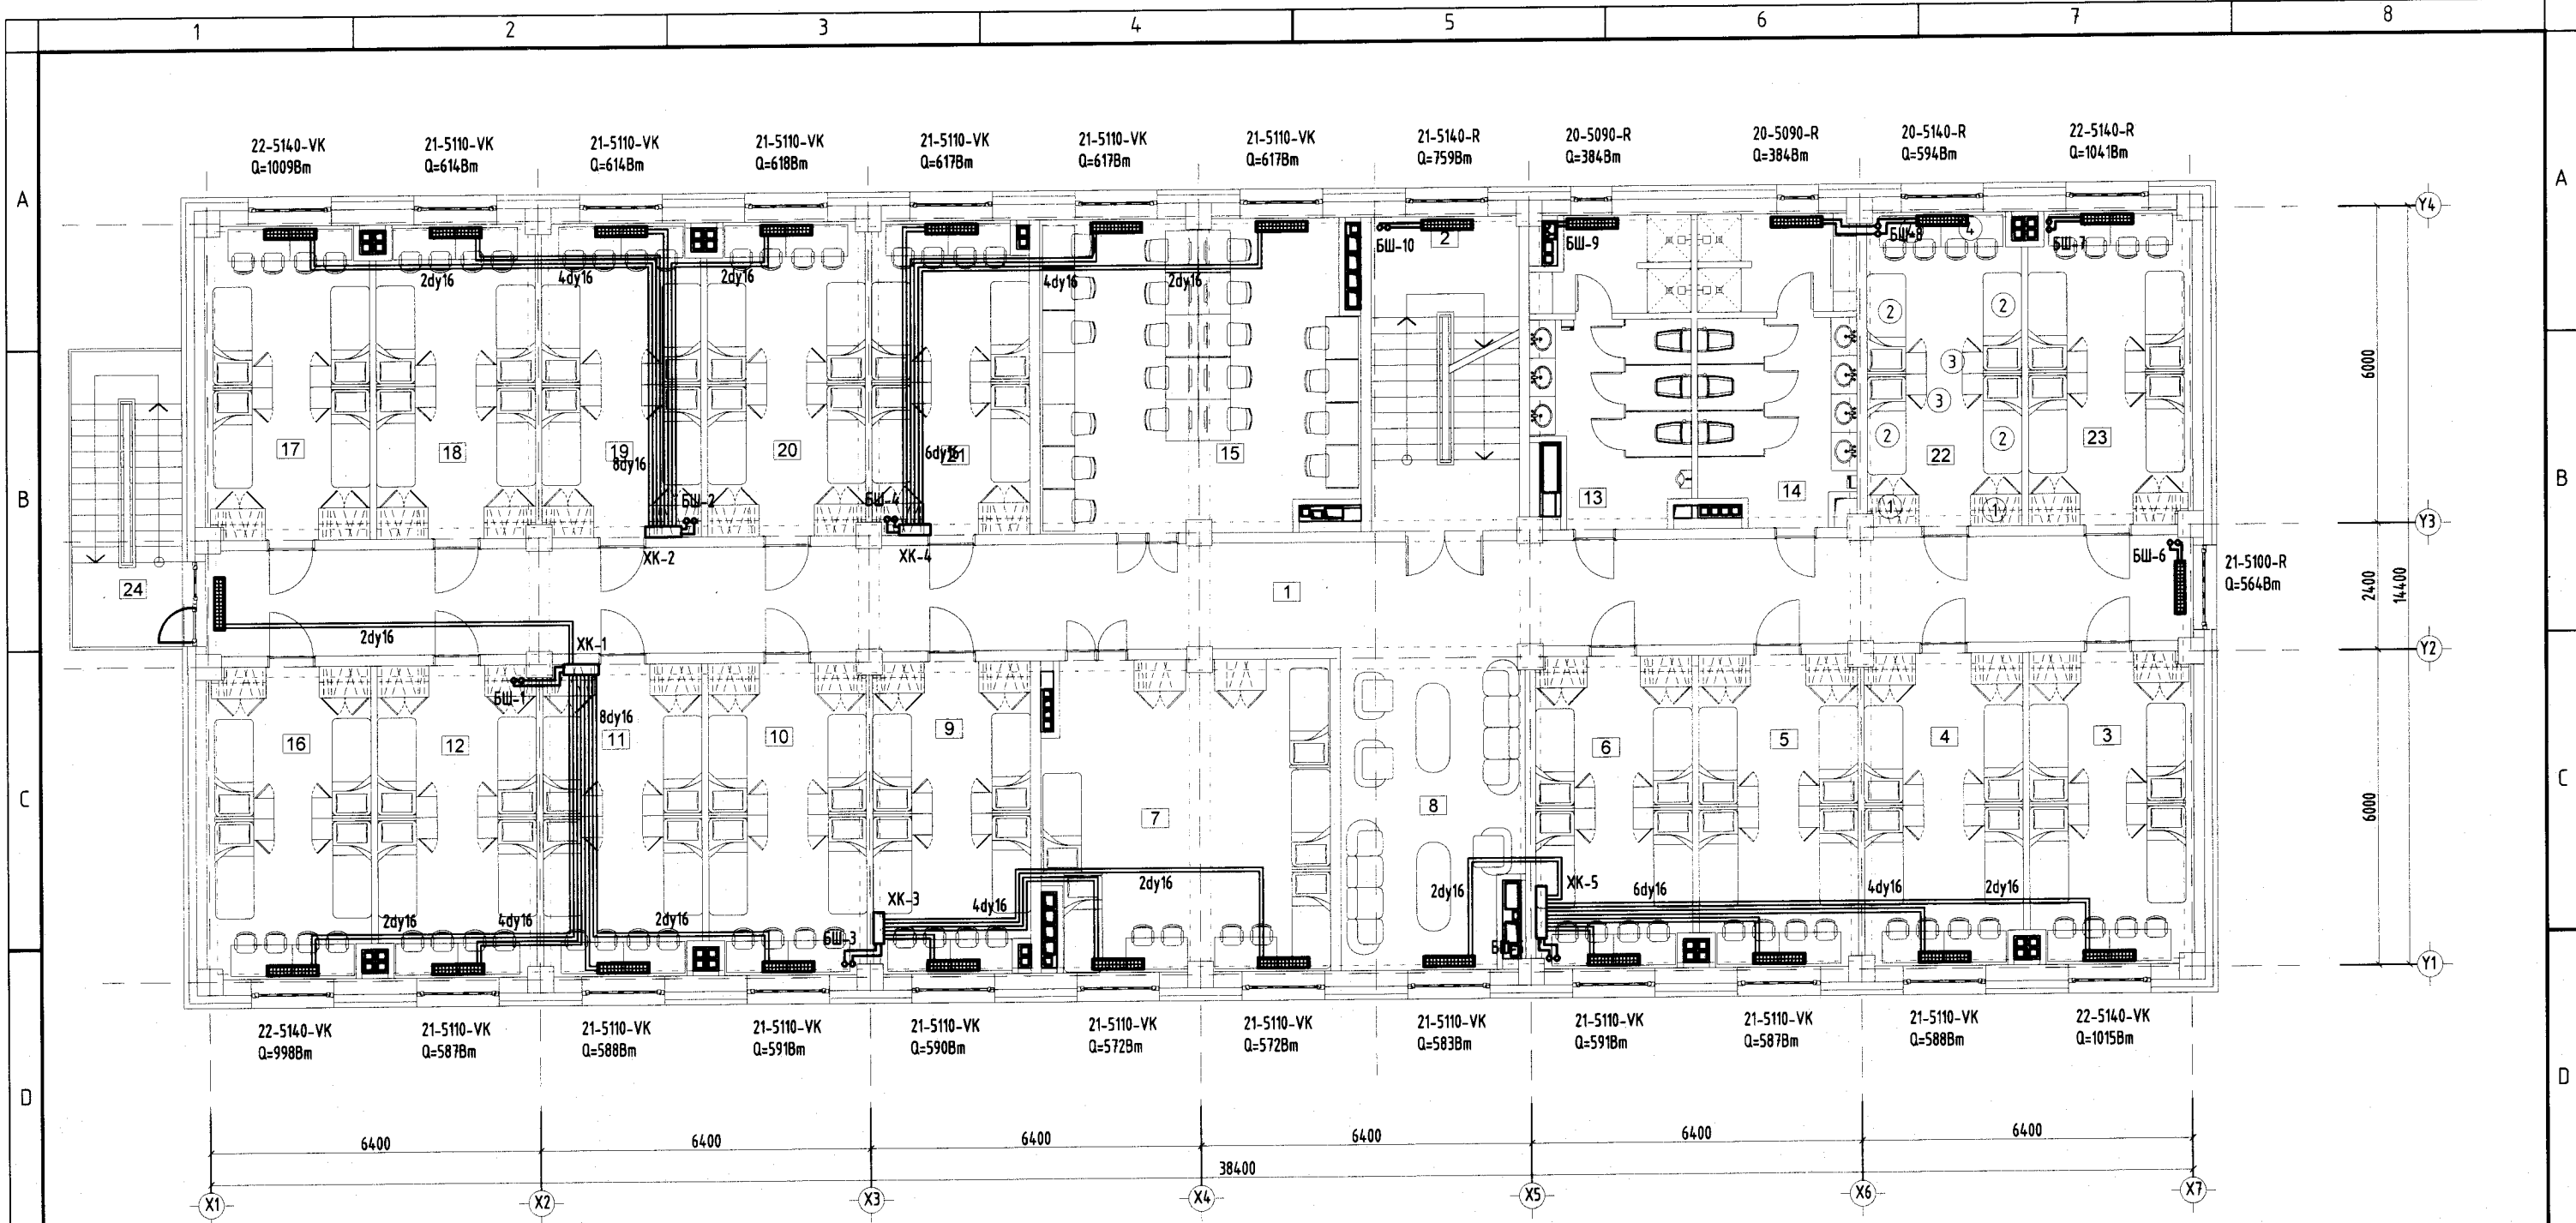 1 2 3 4 5 6 7 8
A A
22-5140-VK 21-5110-VK 21-5110-VK 21-5110-VK 21-5110-VK 21-5110-VK 21-5110-VK 21-5140-R 20-5090-R 20-5090-R 20-5140-R 22-5140-R
Q=1009Вт Q=614Вт Q=614Вт Q=618Вт Q=617Вт Q=617Вт Q=617Вт Q=759Вт Q=384Вт Q=384Вт Q=594Вт Q=1041Вт
Y4
БШ-10 2 БШ-9 БШ-8 4 БШ-7
2dy16 4dy16 2dy16 4dy16 2dy16
2 2
6000
3
3
2 2
17 18 19 20 21 15 22 23
8dy16 6dy16
B B
13 14
БШ-2 БШ-4
1 1
Y3
ХК-2 ХК-4
БШ-6 21-5100-R
Q=564Вт
24 1
2400 14400
2dy16
ХК-1
Y2
БШ-1
8dy16
16 12 11 10 9 7 8 6 5 4 3
C C
6000
ХК-3 ХК-5
2dy16 4dy16 2dy16 4dy16 2dy16 2dy16 6dy16 4dy16 2dy16
БШ-3
Y1
22-5140-VK 21-5110-VK 21-5110-VK 21-5110-VK 21-5110-VK 21-5110-VK 21-5110-VK 21-5110-VK 21-5110-VK 21-5110-VK 21-5110-VK 22-5140-VK
Q=998Вт Q=587Вт Q=588Вт Q=591Вт Q=590Вт Q=572Вт Q=572Вт Q=583Вт Q=591Вт Q=587Вт Q=588Вт Q=1015Вт
D D
6400 6400 6400 6400 6400 6400
38400
X1 X2 X3 X4 X5 X6 X7